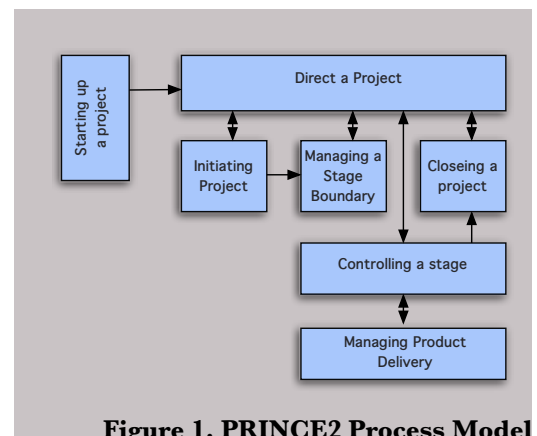 Starting up
a project
Direct a Project
Initiating
Project
Managing a
Stage
Boundary
Closeing a
project
Controlling a stage
Managing Product
Delivery
Figure 1. PRINCE2 Process Model